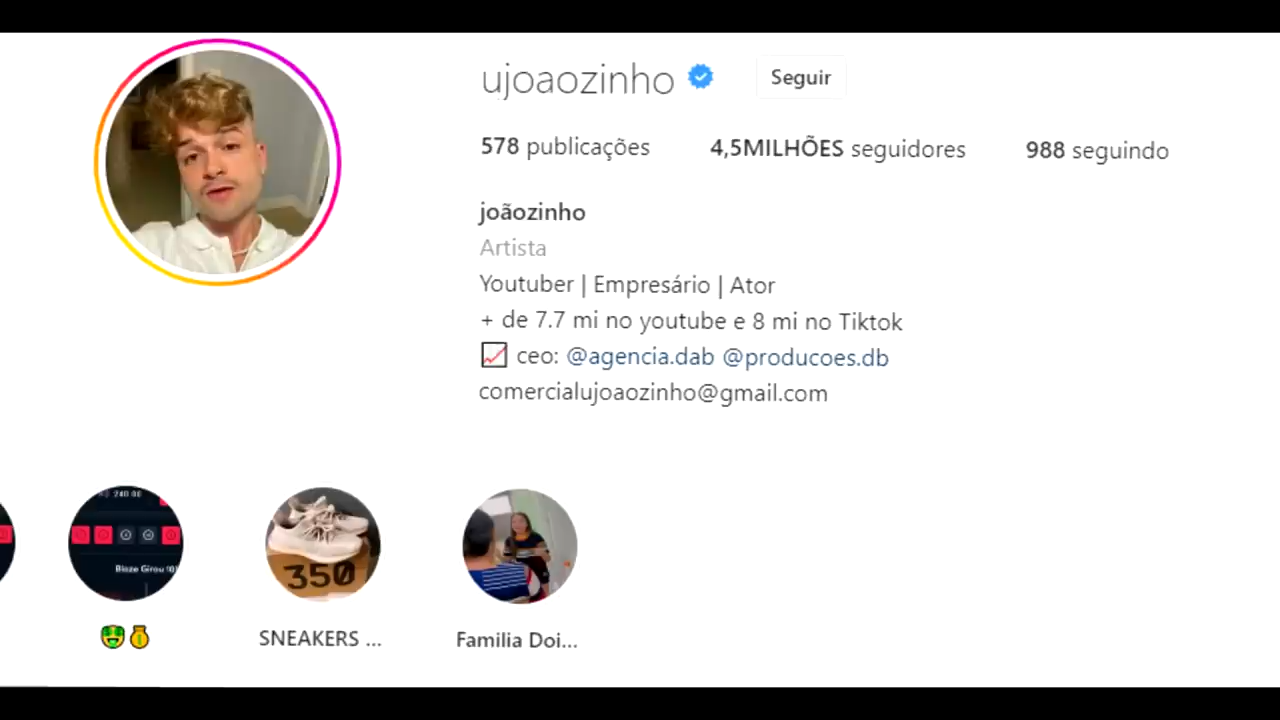 ujoaozinho Seguir
578 publicações 4,5MILHÕES seguidores 988 seguindo
joãozinho
Artista
Youtuber | Empresário | Ator
+ de 7.7 mi no youtube e 8 mi no Tiktok
ceo: @agencia.dab @producoes.db
comercialujoaozinho@gmail.com
Blaze Girou
350
SNEAKERS ...
Familia Doi...